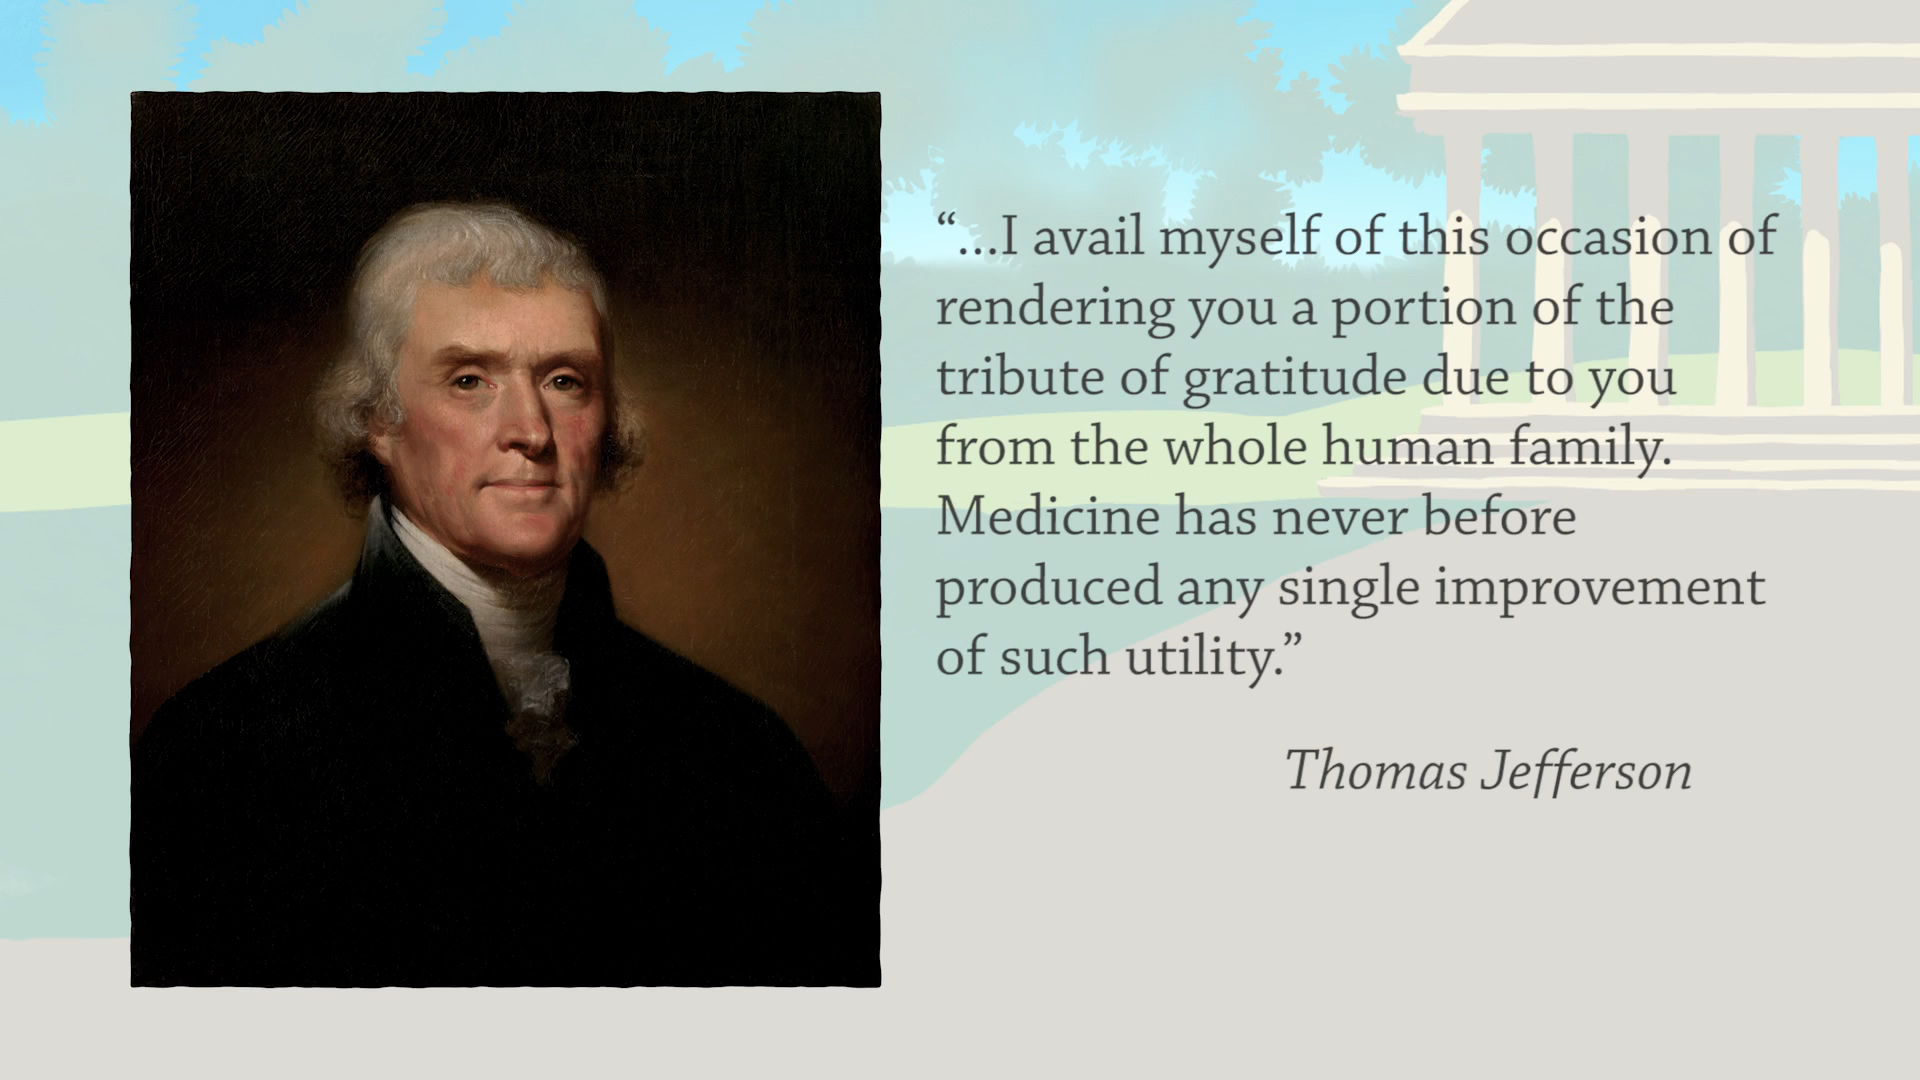 “...I avail myself of this occasion of
rendering you a portion of the
tribute of gratitude due to you
from the whole human family.
Medicine has never before
produced any single improvement
of such utility.”
Thomas Jefferson